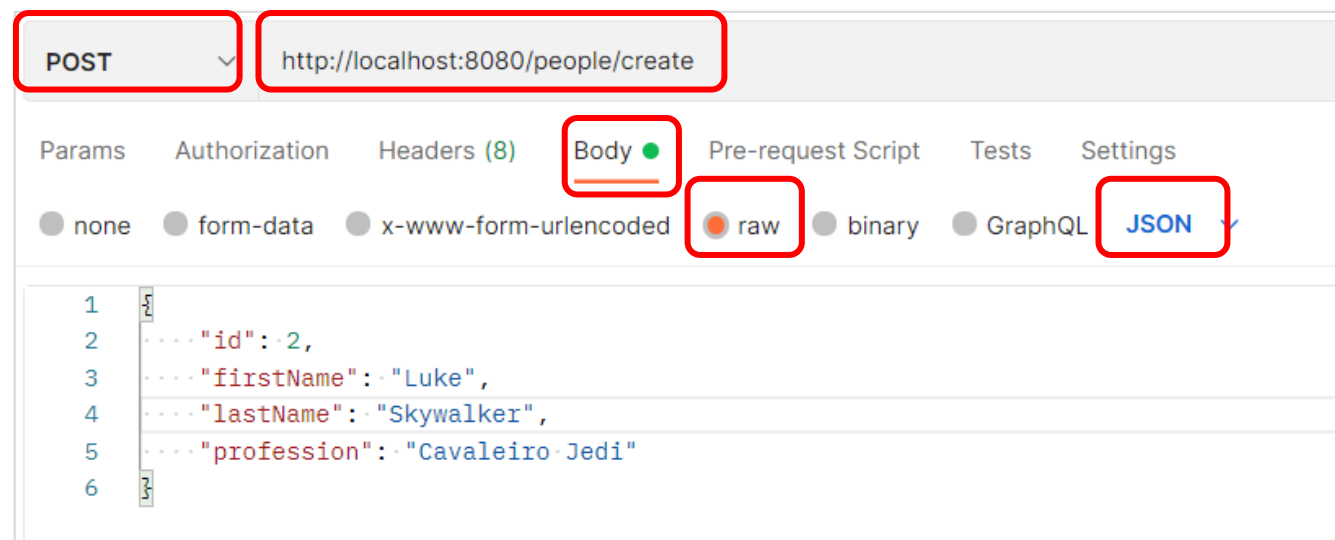 POST http://localhost:8080/people/create
Params Authorization Headers (8) Body Pre-request Script Tests Settings
none form-data x-www-form-urlencoded raw binary GraphQL JSON
1 {
2 "id": 2,
3 "firstName": "Luke",
4 "lastName": "Skywalker",
5 "profession": "Cavaleiro Jedi"
6 }